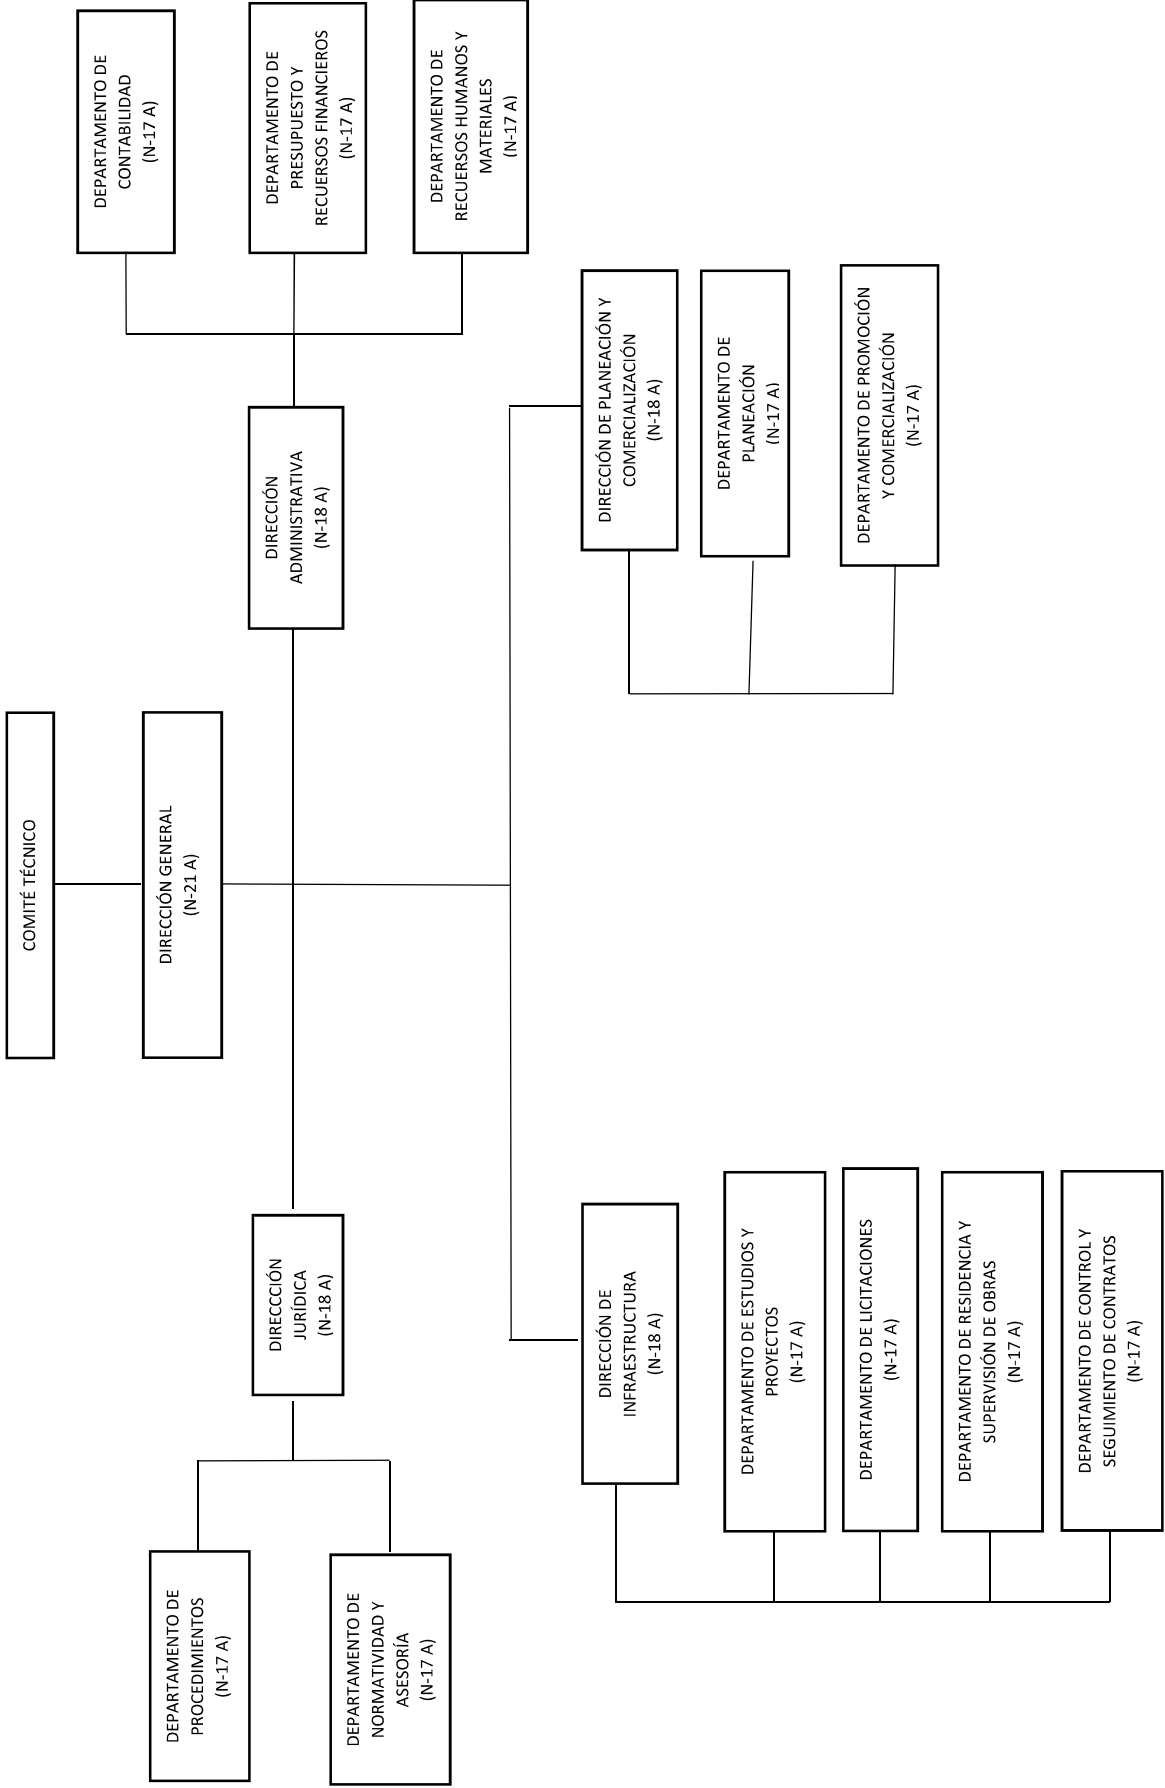 COMITÉ TÉCNICO
DIRECCIÓN GENERAL
(N-21 A)
DIRECCCIÓN
JURÍDICA
(N-18 A)
DEPARTAMENTO DE
PROCEDIMIENTOS
(N-17 A)
DEPARTAMENTO DE
NORMATIVIDAD Y
ASESORÍA
(N-17 A)
DIRECCIÓN
ADMINISTRATIVA
(N-18 A)
DEPARTAMENTO DE
CONTABILIDAD
(N-17 A)
DEPARTAMENTO DE
PRESUPUESTO Y
RECURSOS FINANCIEROS
(N-17 A)
DEPARTAMENTO DE
RECUERSOS HUMANOS Y
MATERIALES
(N-17 A)
DIRECCIÓN DE
INFRAESTRUCTURA
(N-18 A)
DEPARTAMENTO DE ESTUDIOS Y
PROYECTOS
(N-17 A)
DEPARTAMENTO DE LICITACIONES
(N-17 A)
DEPARTAMENTO DE RESIDENCIA Y
SUPERVISIÓN DE OBRAS
(N-17 A)
DEPARTAMENTO DE CONTROL Y
SEGUIMIENTO DE CONTRATOS
(N-17 A)
DIRECCIÓN DE PLANEACIÓN Y
COMERCIALIZACIÓN
(N-18 A)
DEPARTAMENTO DE
PLANEACIÓN
(N-17 A)
DEPARTAMENTO DE PROMOCIÓN
Y COMERCIALIZACIÓN
(N-17 A)